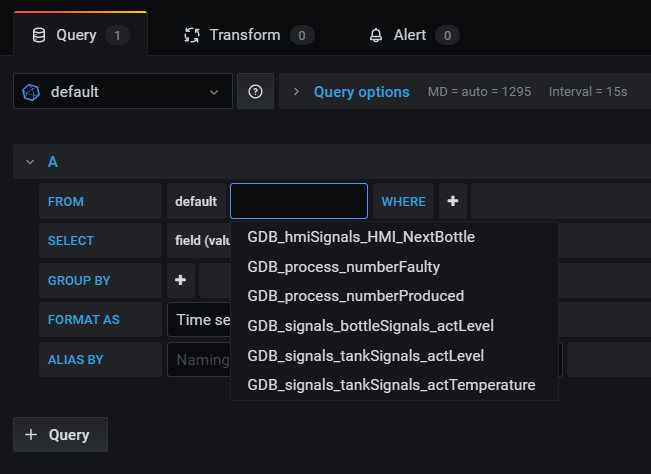 Query 1 Transform 0 Alert 0
default Query options MD = auto = 1295 Interval = 15s
A
FROM default WHERE +
SELECT field (valu
GROUP BY +
FORMAT AS Time se
ALIAS BY Naming
GDB_hmiSignals_HMI_NextBottle
GDB_process_numberFaulty
GDB_process_numberProduced
GDB_signals_bottleSignals_actLevel
GDB_signals_tankSignals_actLevel
GDB_signals_tankSignals_actTemperature
+ Query